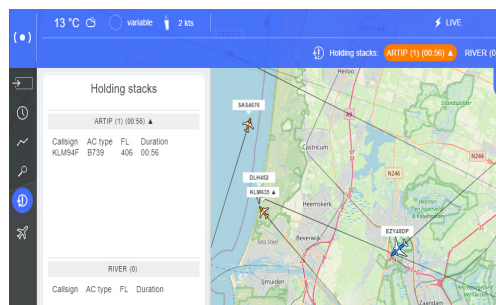 13 °C variable 2 kts LIVE
Holding stacks: ARTIP (1) (00:56) ▲ RIVER (0)
Holding stacks
ARTIP (1) (00:56) ▲
Callsign AC type FL Duration
KLM94F B739 406 00:56
RIVER (0)
Callsign AC type FL Duration
Heiloo
SAS4676
A9
Castricum
N244
DLH452
N246
KLM635 ▲
Heemskerk
EZY48DP
Beverwijk
IJmuiden
Zaandam